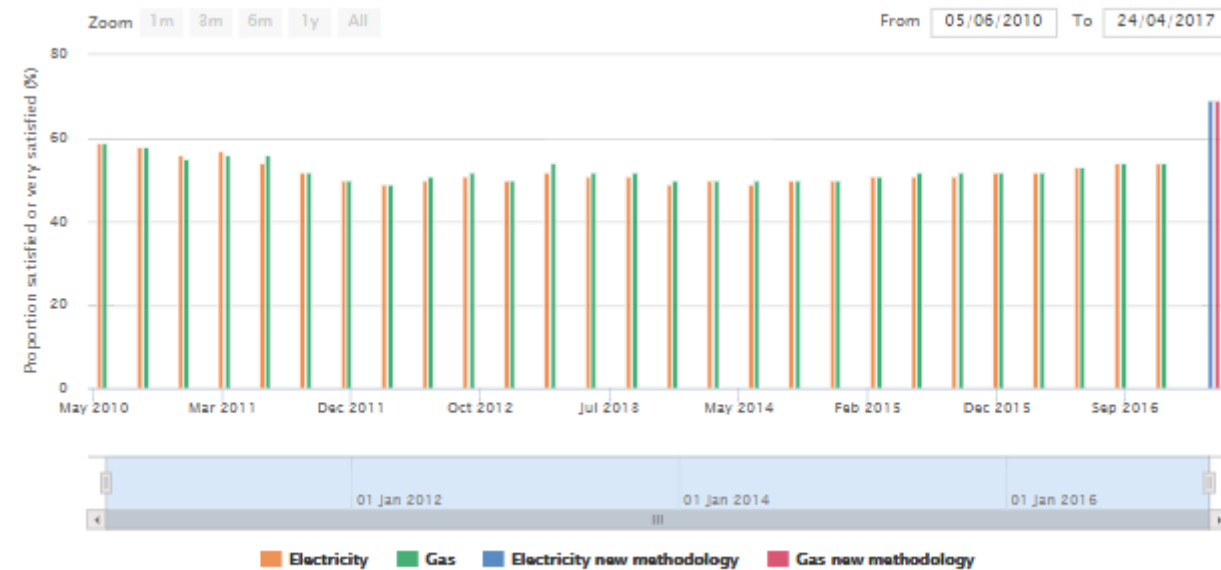 Zoom 1m 3m 6m 1y All From 05/06/2010 To 24/04/2017
Proportion satisfied or very satisfied (%)
80
60
40
20
0
May 2010 Mar 2011 Dec 2011 Oct 2012 Jul 2013 May 2014 Feb 2015 Dec 2015 Sep 2016
01 Jan 2012 01 Jan 2014 01 Jan 2016
Electricity Gas Electricity new methodology Gas new methodology